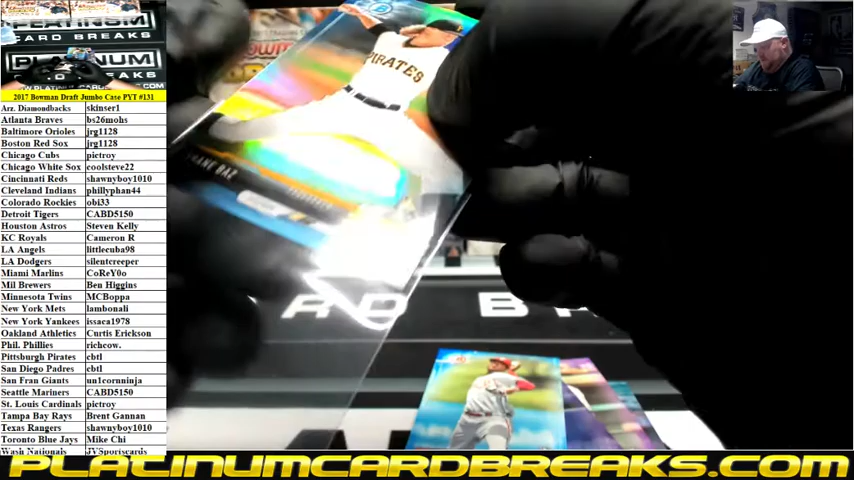 PLATINUM
CARD BREAKS
WWW.PLATINUMCARDBREAKS.COM
2017 Bowman Draft Jumbo Case PYT #131
Arz. Diamondbacks skinser1
Atlanta Braves bs26mohs
Baltimore Orioles jrg1128
Boston Red Sox jrg1128
Chicago Cubs pictroy
Chicago White Sox coolsteve22
Cincinnati Reds shawnyboy1010
Cleveland Indians phillyphan44
Colorado Rockies obi33
Detroit Tigers CABD5150
Houston Astros Steven Kelly
KC Royals Cameron R
LA Angels littlecuba98
LA Dodgers silentcreeper
Miami Marlins CoReY0o
Mil Brewers Ben Higgins
Minnesota Twins MCBoppa
New York Mets lambonali
New York Yankees issaca1978
Oakland Athletics Curtis Erickson
Phil. Phillies richcow.
Pittsburgh Pirates cbtl
San Diego Padres cbtl
San Fran Giants un1cornninja
Seattle Mariners CABD5150
St. Louis Cardinals pictroy
Tampa Bay Rays Brent Gannan
Texas Rangers shawnyboy1010
Toronto Blue Jays Mike Chi
Wash Nationals JVSportscards
PIRATES
PLATINUMCARDBREAKS.COM